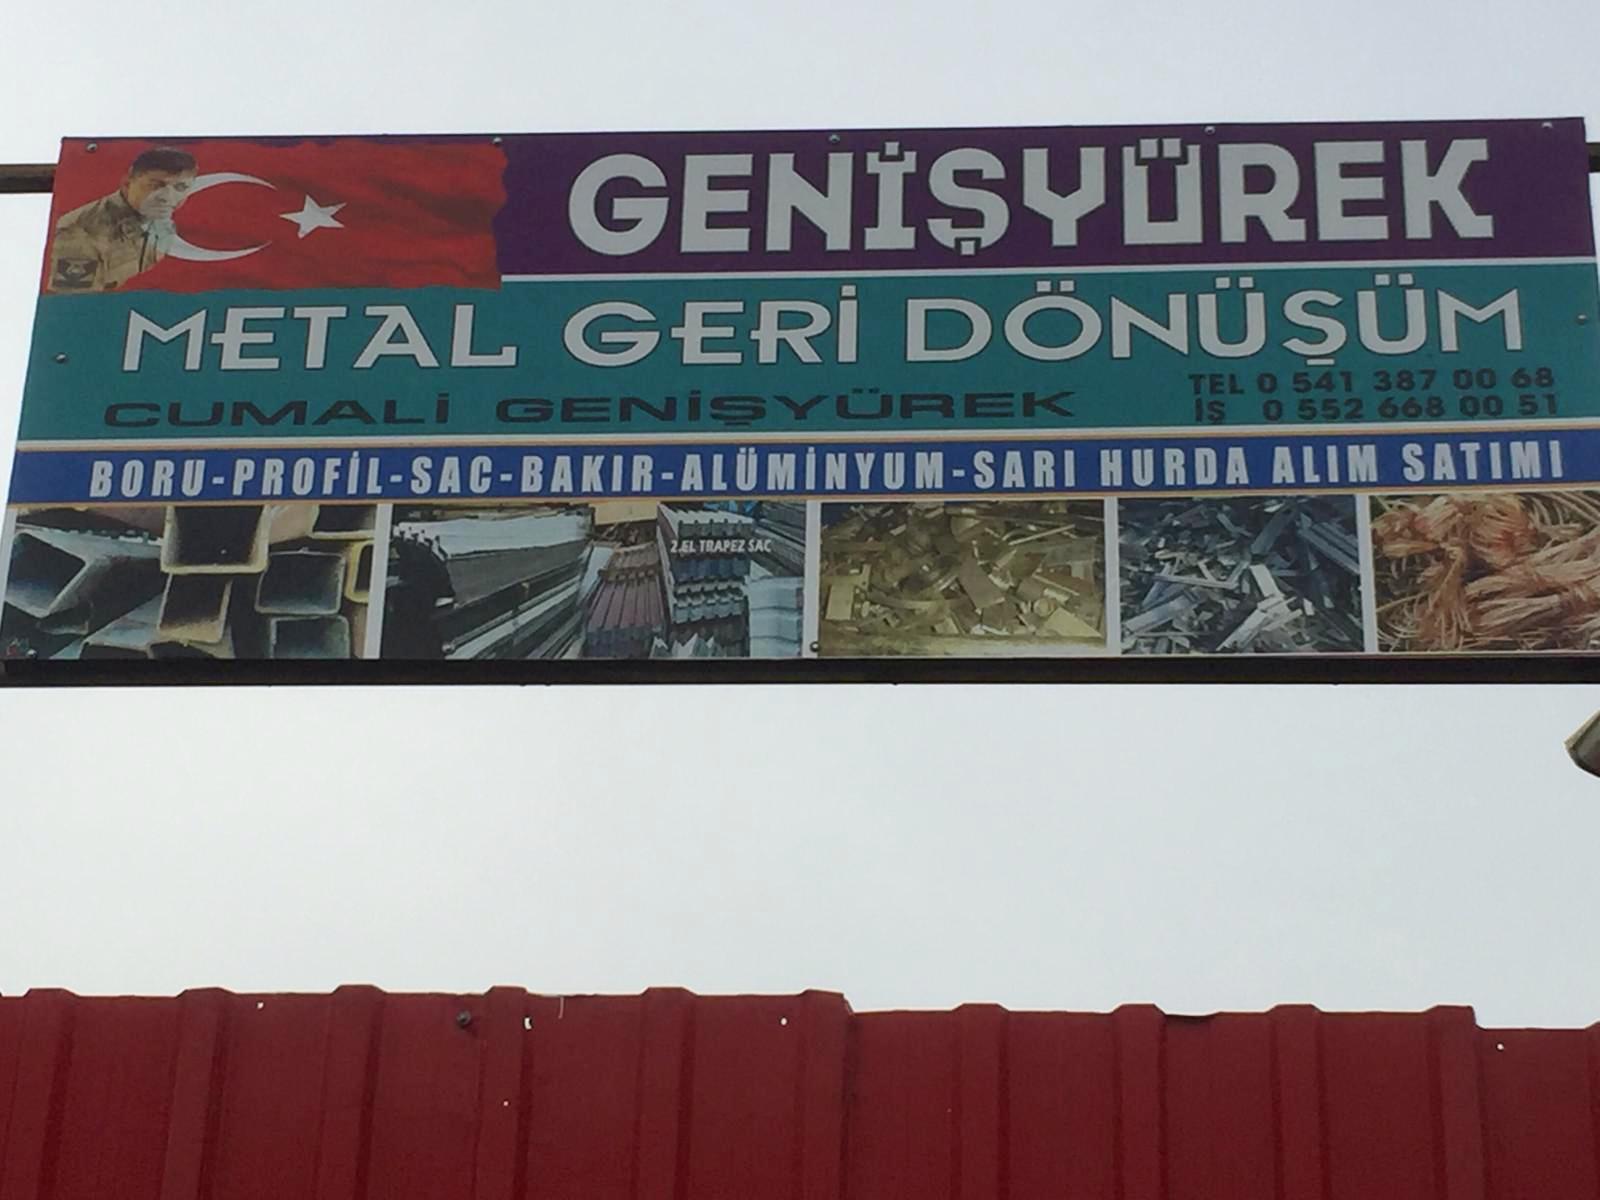 GENİŞYÜREK
METAL GERİ DÖNÜŞÜM
CUMALİ GENİŞYÜREK
TEL 0 541 387 00 68
İŞ 0 552 668 00 51
BORU-PROFİL-SAC-BAKIR-ALÜMİNYUM-SARI HURDA ALIM SATIMI
2.EL TRAPEZ SAC